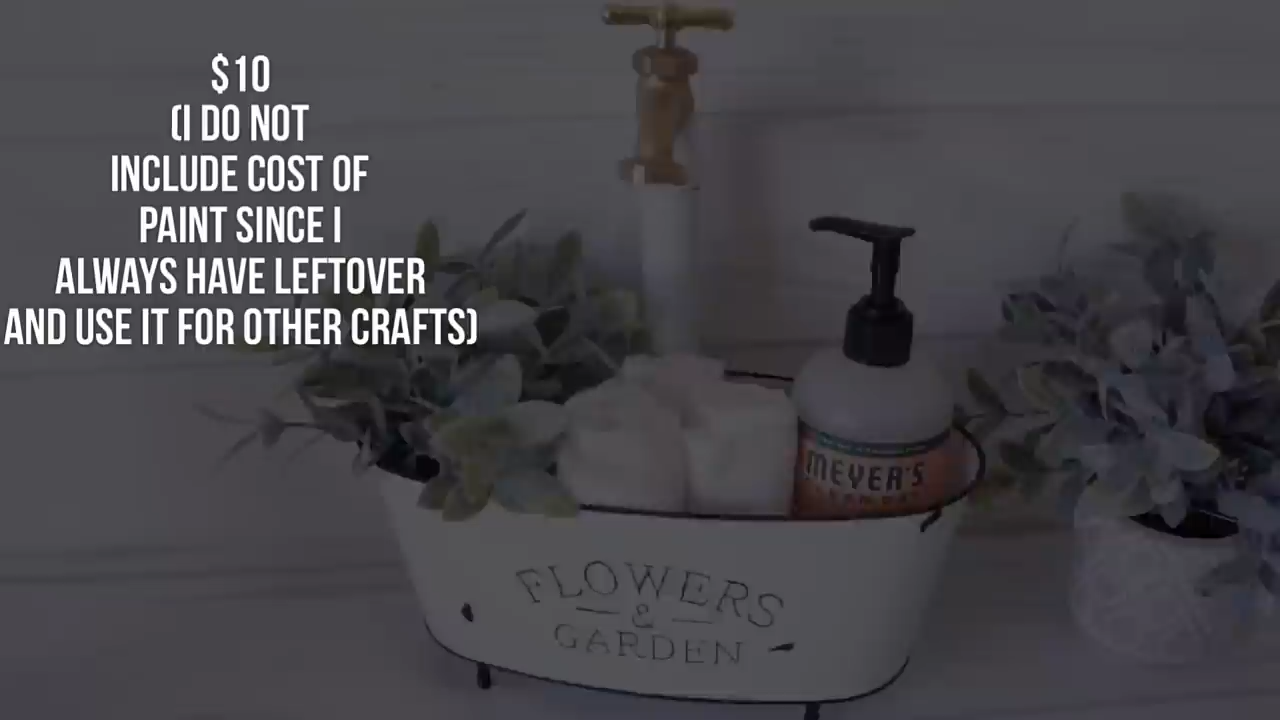 $10
(I DO NOT
INCLUDE COST OF
PAINT SINCE I
ALWAYS HAVE LEFTOVER
AND USE IT FOR OTHER CRAFTS)
MEYER'S
FLOWERS
&
GARDEN